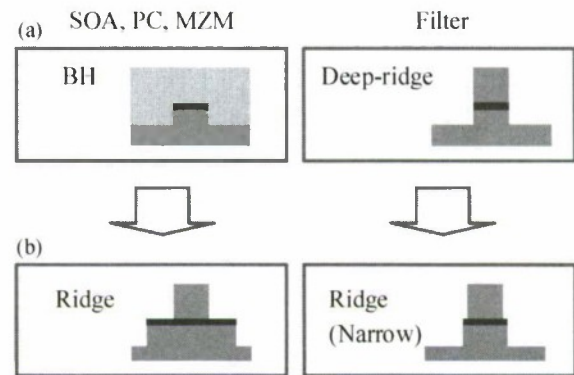 SOA, PC, MZM
Filter
(a)
BH
Deep-ridge
(b)
Ridge
Ridge
(Narrow)